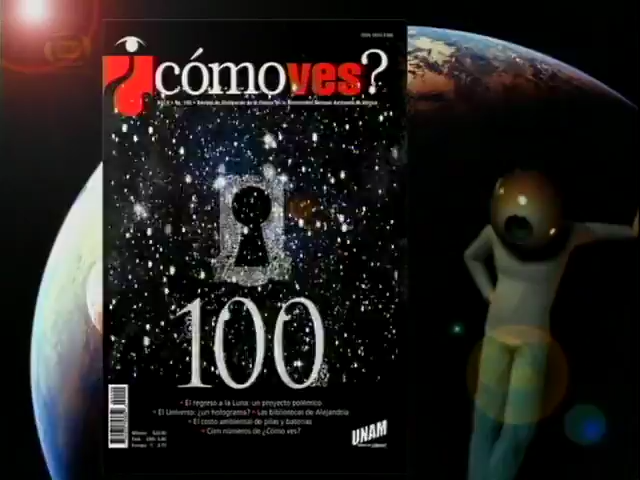 ¿cómoves?
100
• El regreso a la Luna: un proyecto polémico
• El Universo: ¿un holograma? • Las bibliotecas de Alejandría
• El costo ambiental de pilas y baterías
• Cien números de ¿Cómo ves?
UNAM